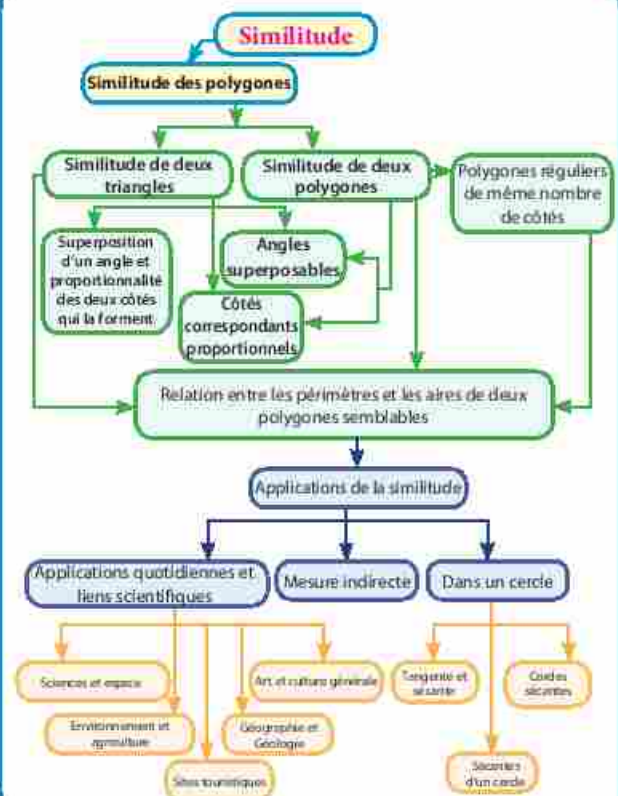 Similitude
Similitude des polygones
Similitude de deux
triangles
Similitude de deux
polygones
Polygones réguliers
de même nombre
de côtés
Superposition
d'un angle et
proportionnalité
des deux côtés
qui la forment
Angles
superposables
Côtés
correspondants
proportionnels
Relation entre les périmètres et les aires de deux
polygones semblables
Applications de la similitude
Applications quotidiennes et
liens scientifiques
Mesure indirecte
Dans un cercle
Sciences et espace
Art et culture générale
Tangente et
sécante
Cordes
sécantes
Environnement et
agriculture
Géographie et
Géologie
Sites touristiques
Sécantes
d'un cercle